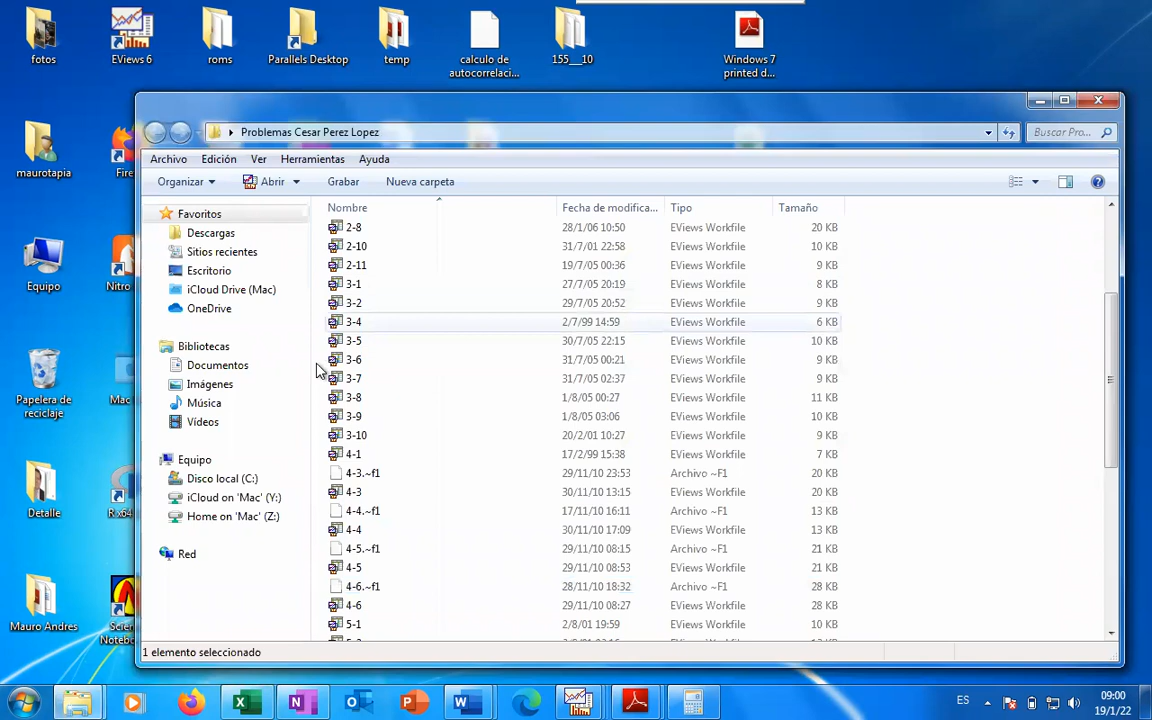 fotos
EViews 6
roms
Parallels Desktop
temp
calculo de
autocorrelaci...
155__10
Windows 7
printed d...
maurotapia
Fire
Equipo
Nitro
Papelera de
reciclaje
Mac
Detalle
R x64
Mauro Andres
Scien
Notebo
Problemas Cesar Perez Lopez
Buscar Pro...
Archivo Edición Ver Herramientas Ayuda
Organizar Abrir Grabar Nueva carpeta
Favoritos
Descargas
Sitios recientes
Escritorio
iCloud Drive (Mac)
OneDrive
Bibliotecas
Documentos
Imágenes
Música
Vídeos
Equipo
Disco local (C:)
iCloud on 'Mac' (Y:)
Home on 'Mac' (Z:)
Red
Nombre Fecha de modifica... Tipo Tamaño
2-8 28/1/06 10:50 EViews Workfile 20 KB
2-10 31/7/01 22:58 EViews Workfile 10 KB
2-11 19/7/05 00:36 EViews Workfile 9 KB
3-1 27/7/05 20:19 EViews Workfile 8 KB
3-2 29/7/05 20:52 EViews Workfile 9 KB
3-4 2/7/99 14:59 EViews Workfile 6 KB
3-5 30/7/05 22:15 EViews Workfile 10 KB
3-6 31/7/05 00:21 EViews Workfile 9 KB
3-7 31/7/05 02:37 EViews Workfile 9 KB
3-8 1/8/05 00:27 EViews Workfile 11 KB
3-9 1/8/05 03:06 EViews Workfile 10 KB
3-10 20/2/01 10:27 EViews Workfile 9 KB
4-1 17/2/99 15:38 EViews Workfile 7 KB
4-3.~f1 29/11/10 23:53 Archivo ~F1 20 KB
4-3 30/11/10 13:15 EViews Workfile 20 KB
4-4.~f1 17/11/10 16:11 Archivo ~F1 13 KB
4-4 30/11/10 17:09 EViews Workfile 13 KB
4-5.~f1 29/11/10 08:15 Archivo ~F1 21 KB
4-5 29/11/10 08:53 EViews Workfile 21 KB
4-6.~f1 28/11/10 18:32 Archivo ~F1 28 KB
4-6 29/11/10 08:27 EViews Workfile 28 KB
5-1 2/8/01 19:59 EViews Workfile 10 KB
1 elemento seleccionado
ES
09:00
19/1/22